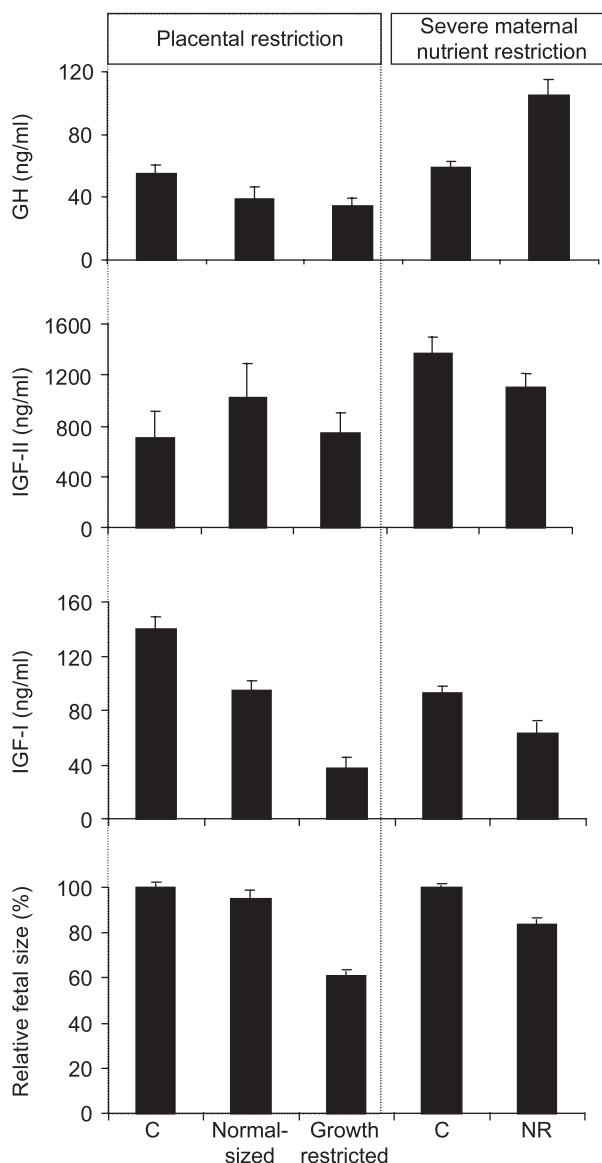 Placental restriction
Severe maternal
nutrient restriction
GH (ng/ml)
120
80
40
0
IGF-II (ng/ml)
1600
1200
800
400
0
IGF-I (ng/ml)
160
120
80
40
0
Relative fetal size (%)
100
80
60
40
20
0
C
Normal-
sized
Growth
restricted
C
NR